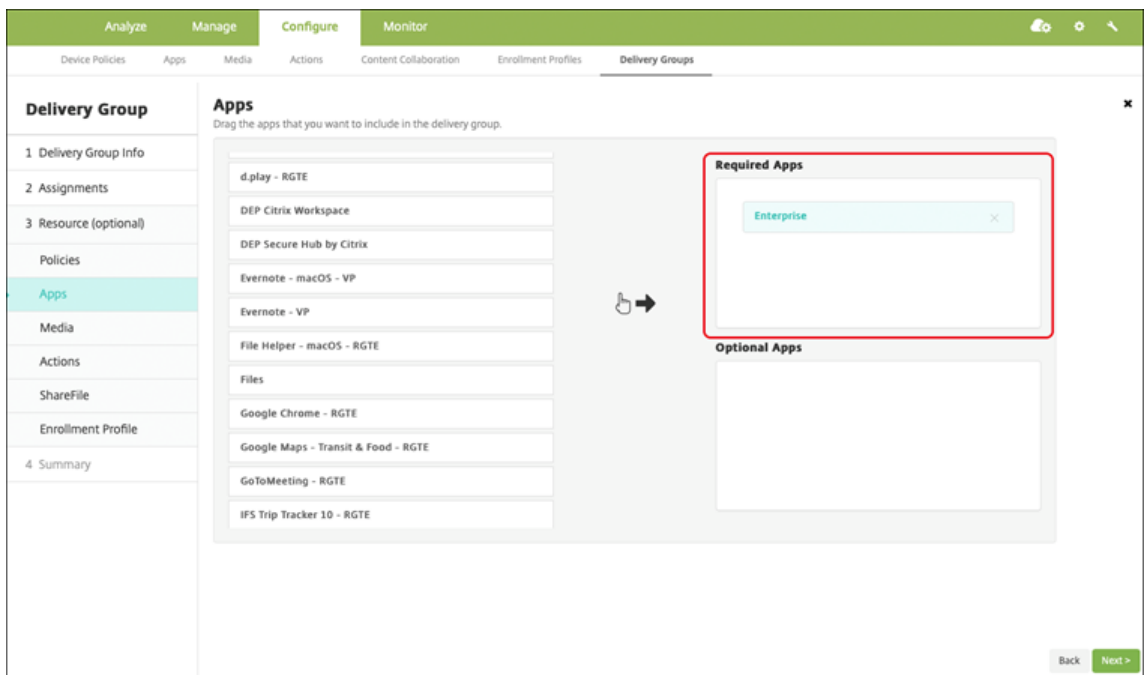 Analyze Manage Configure Monitor
Device Policies Apps Media Actions Content Collaboration Enrollment Profiles Delivery Groups
Delivery Group
1 Delivery Group Info
2 Assignments
3 Resource (optional)
Policies
Apps
Media
Actions
ShareFile
Enrollment Profile
4 Summary
Apps
Drag the apps that you want to include in the delivery group.
d.play - RGTE
DEP Citrix Workspace
DEP Secure Hub by Citrix
Evernote - macOS - VP
Evernote - VP
File Helper - macOS - RGTE
Files
Google Chrome - RGTE
Google Maps - Transit & Food - RGTE
GoToMeeting - RGTE
IFS Trip Tracker 10 - RGTE
Required Apps
Enterprise
Optional Apps
Back Next >